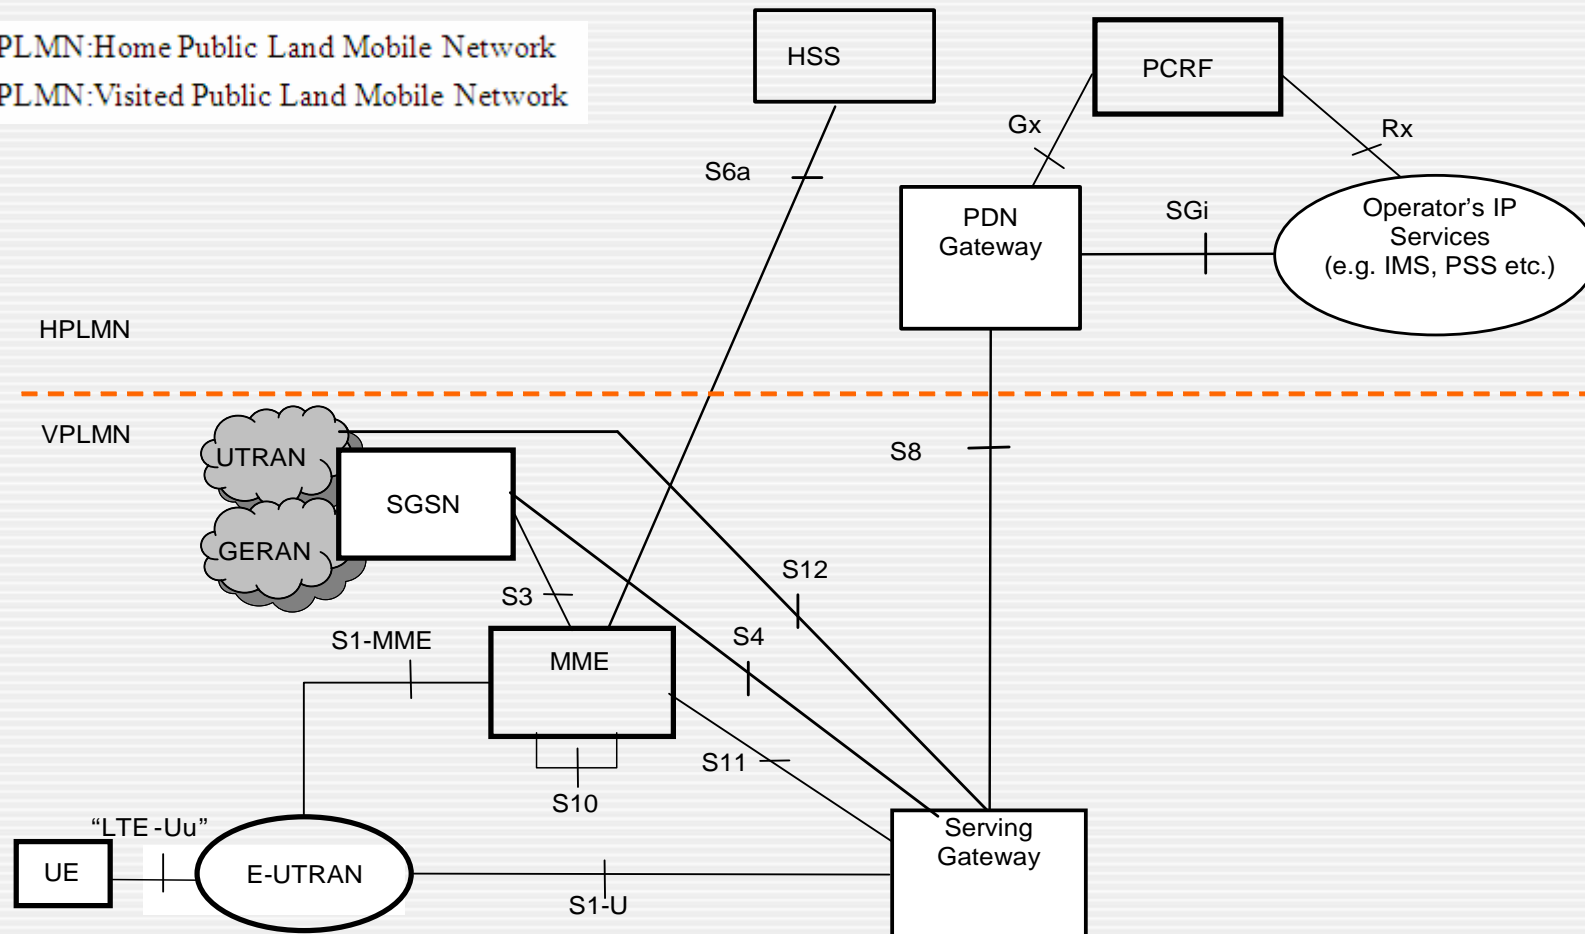 PLMN:Home Public Land Mobile Network
PLMN:Visited Public Land Mobile Network
HSS
PCRF
Gx
Rx
S6a
PDN
Gateway
SGi
Operator's IP
Services
(e.g. IMS, PSS etc.)
HPLMN
VPLMN
UTRAN
SGSN
GERAN
S8
S12
S3
S4
S1-MME
MME
S11
S10
"LTE-Uu"
UE
E-UTRAN
S1-U
Serving
Gateway